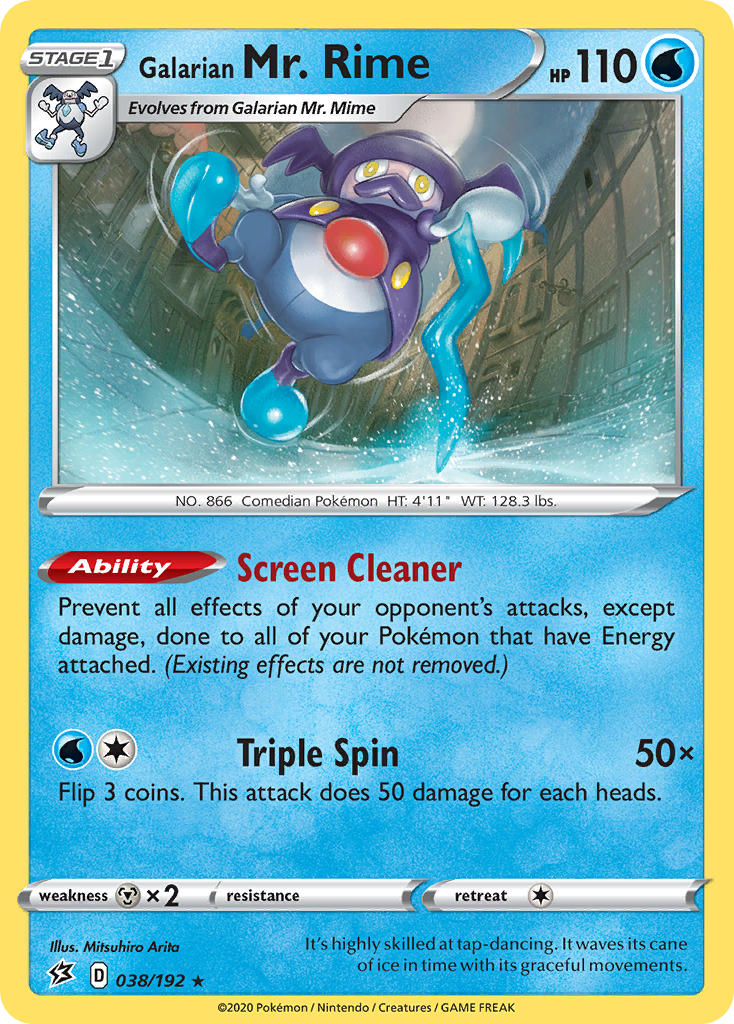 STAGE1
Galarian Mr. Rime
HP 110
Evolves from Galarian Mr. Mime
NO. 866 Comedian Pokémon HT: 4'11" WT: 128.3 lbs.
Ability Screen Cleaner
Prevent all effects of your opponent's attacks, except
damage, done to all of your Pokémon that have Energy
attached. (Existing effects are not removed.)
Triple Spin 50×
Flip 3 coins. This attack does 50 damage for each heads.
weakness ×2 resistance retreat
Illus. Mitsuhiro Arita
It's highly skilled at tap-dancing. It waves its cane
of ice in time with its graceful movements.
D 038/192 ★
©2020 Pokémon / Nintendo / Creatures / GAME FREAK